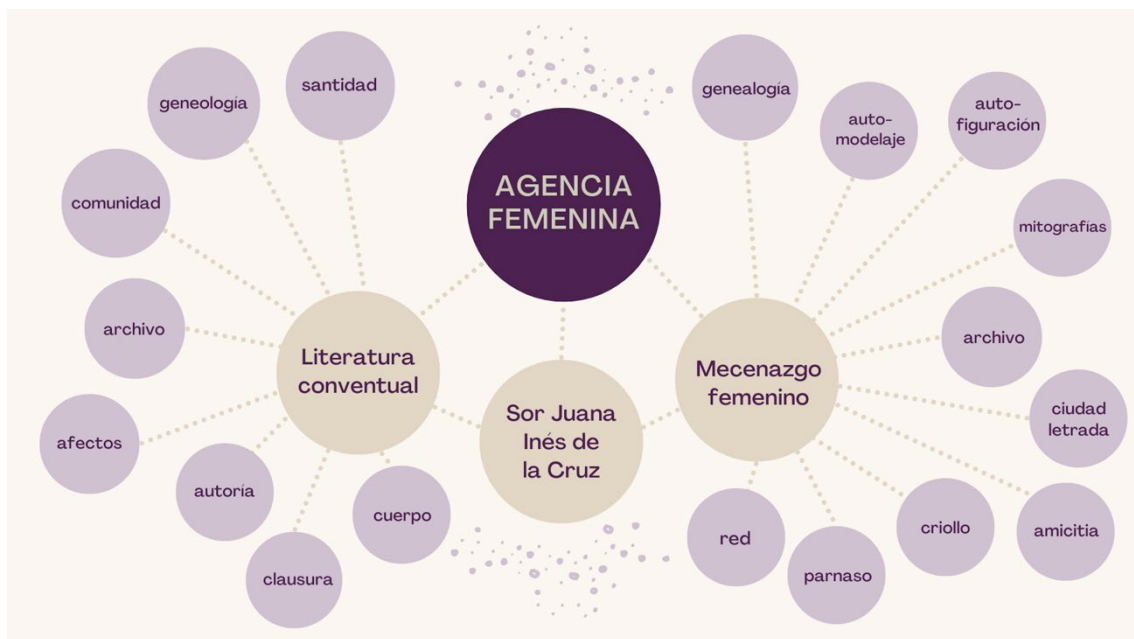 AGENCIA
FEMENINA
Literatura
conventual
santidad
geneología
comunidad
archivo
afectos
autoría
clausura
cuerpo
Sor Juana
Inés de
la Cruz
Mecenazgo
femenino
genealogía
auto-
modelaje
auto-
figuración
mitografías
archivo
ciudad
letrada
amicitia
criollo
parnaso
red